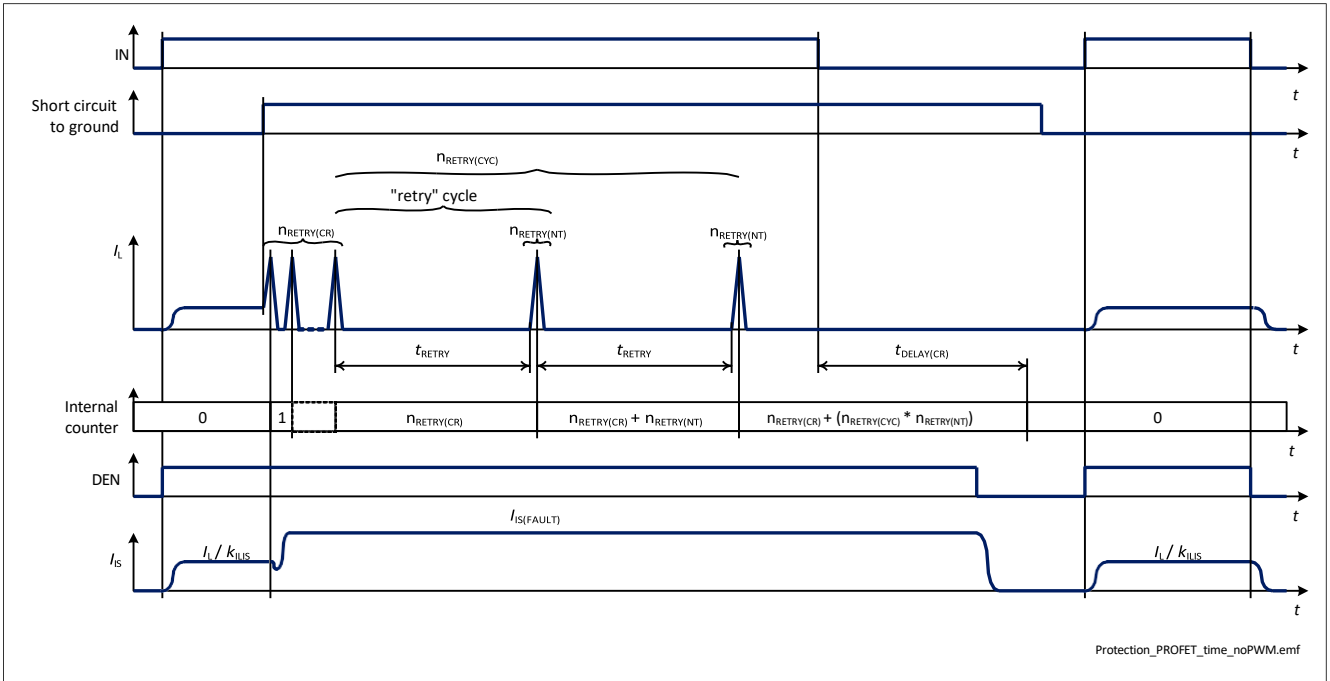 IN
t
Short circuit
to ground
t
nRETRY(CYC)
"retry" cycle
nRETRY(CR)
nRETRY(NT)
nRETRY(NT)
IL
t
tRETRY
tRETRY
tDELAY(CR)
Internal
counter
0
1
nRETRY(CR)
nRETRY(CR) + nRETRY(NT)
nRETRY(CR) + (nRETRY(CYC) * nRETRY(NT))
0
t
DEN
t
IIS(FAULT)
IIS
IL / kILIS
IL / kILIS
t
Protection_PROFET_time_noPWM.emf